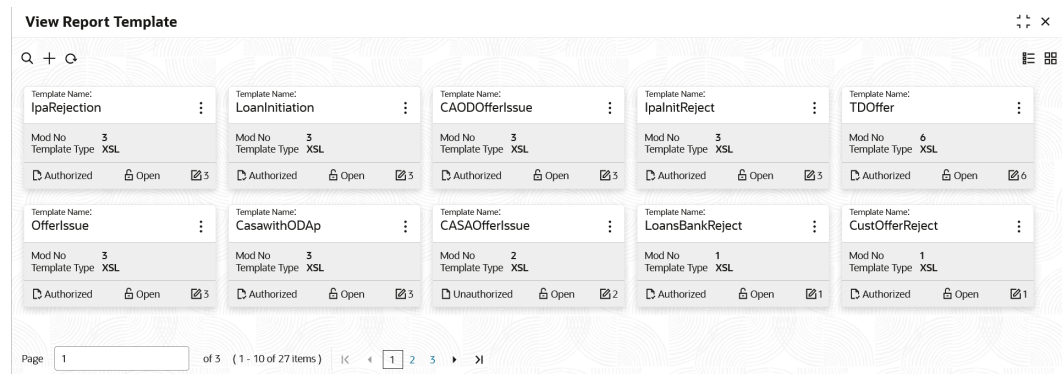 View Report Template
Template Name: Template Name: Template Name: Template Name: Template Name:
IpaRejection LoanInitiation CAODOfferIssue IpaInitReject TDOffer
Mod No 3 Mod No 3 Mod No 3 Mod No 3 Mod No 6
Template Type XSL Template Type XSL Template Type XSL Template Type XSL Template Type XSL
Authorized Open 3 Authorized Open 3 Authorized Open 3 Authorized Open 3 Authorized Open 6
Template Name: Template Name: Template Name: Template Name: Template Name:
OfferIssue CasawithODAp CASAOfferIssue LoansBankReject CustOfferReject
Mod No 3 Mod No 3 Mod No 2 Mod No 1 Mod No 1
Template Type XSL Template Type XSL Template Type XSL Template Type XSL Template Type XSL
Authorized Open 3 Authorized Open 3 Unauthorized Open 2 Authorized Open 1 Authorized Open 1
Page 1 of 3 (1 - 10 of 27 items) 1 2 3